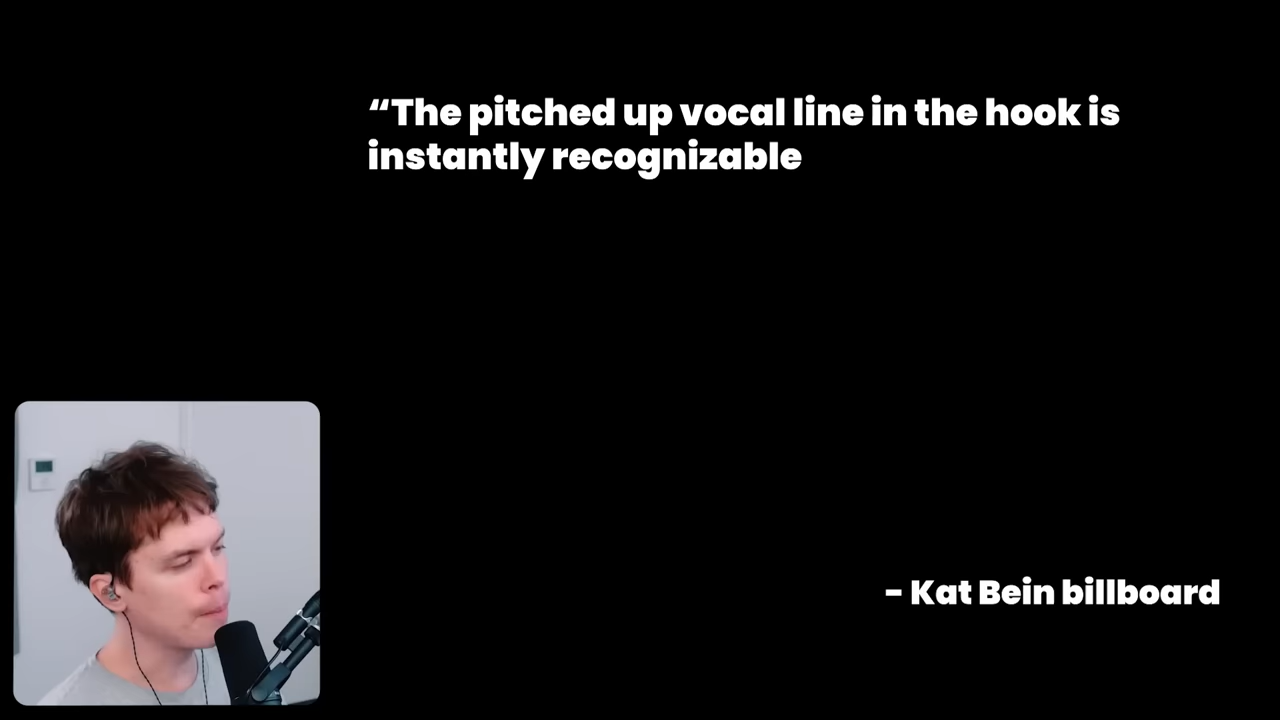 “The pitched up vocal line in the hook is
instantly recognizable
- Kat Bein billboard